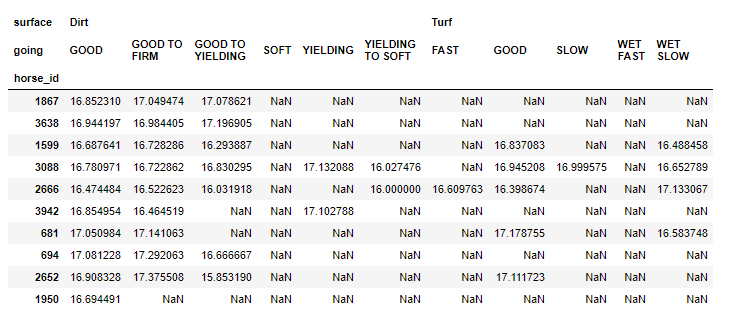 surface Dirt Turf
going GOOD GOOD TO FIRM GOOD TO YIELDING SOFT YIELDING YIELDING TO SOFT FAST GOOD SLOW WET FAST WET SLOW
horse_id
1867 16.852310 17.049474 17.078621 NaN NaN NaN NaN NaN NaN NaN NaN
3638 16.944197 16.984405 17.196905 NaN NaN NaN NaN NaN NaN NaN NaN
1599 16.687641 16.728286 16.293887 NaN NaN NaN NaN 16.837083 NaN NaN 16.488458
3088 16.780971 16.722862 16.830295 NaN 17.132088 16.027476 NaN 16.945208 16.999575 NaN 16.652789
2666 16.474484 16.522623 16.031918 NaN NaN 16.000000 16.609763 16.398674 NaN NaN 17.133067
3942 16.854954 16.464519 NaN NaN 17.102788 NaN NaN NaN NaN NaN NaN
681 17.050984 17.141063 NaN NaN NaN NaN NaN 17.178755 NaN NaN 16.583748
694 17.081228 17.292063 16.666667 NaN NaN NaN NaN NaN NaN NaN NaN
2652 16.908328 17.375508 15.853190 NaN NaN NaN NaN 17.111723 NaN NaN NaN
1950 16.694491 NaN NaN NaN NaN NaN NaN NaN NaN NaN NaN